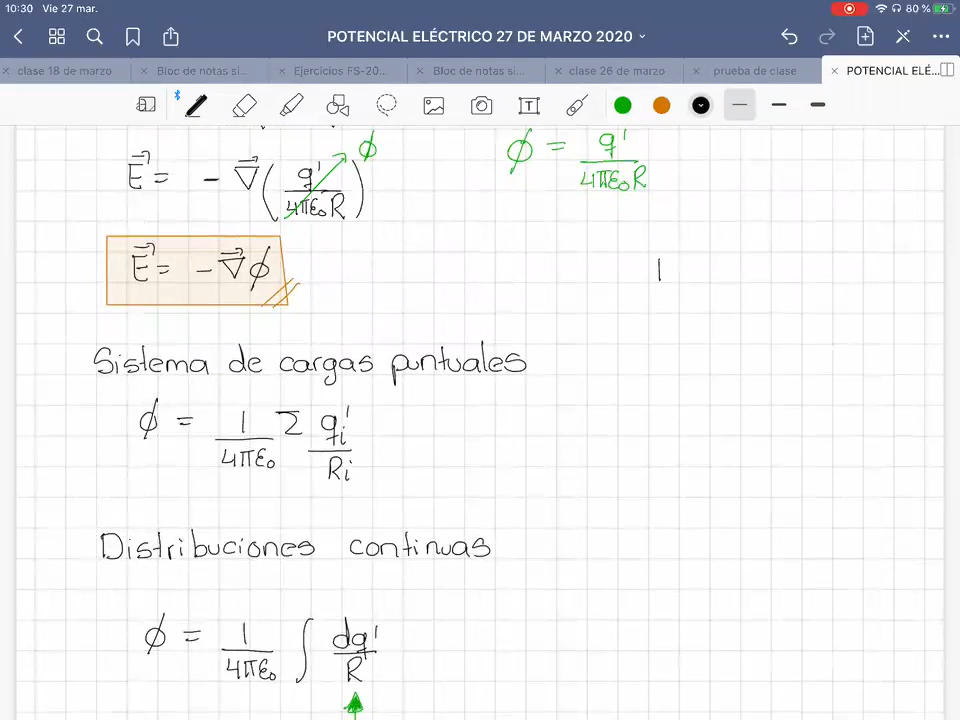 10:30 Vie 27 mar. 80 %
POTENCIAL ELÉCTRICO 27 DE MARZO 2020
clase 18 de marzo Bloc de notas si... Ejercicios FS-20... Bloc de notas si... clase 26 de marzo prueba de clase POTENCIAL ELÉ...
E⃗ = - ∇⃗ ( q' / 4πε₀R ) ϕ
ϕ = q' / 4πε₀R
E⃗ = - ∇⃗ϕ
Sistema de cargas puntuales
ϕ = 1 / 4πε₀ Σ qᵢ' / Rᵢ
Distribuciones continuas
ϕ = 1 / 4πε₀ ∫ dq' / R